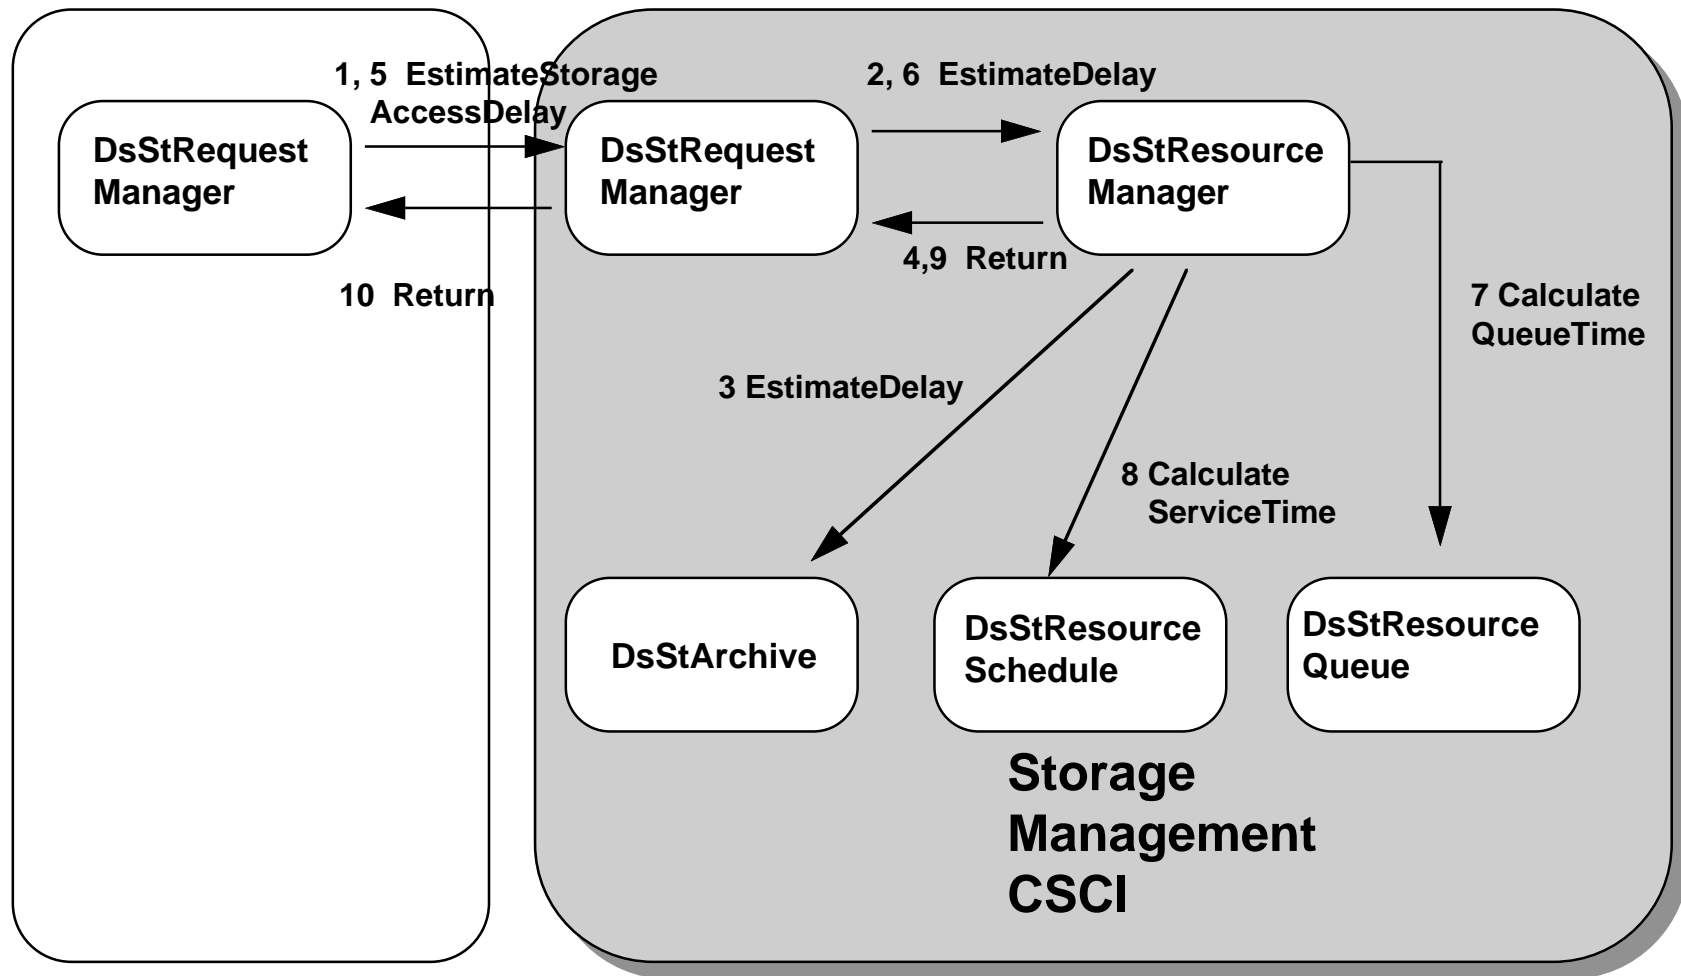 1, 5 EstimateStorage
AccessDelay
2, 6 EstimateDelay
DsStRequest
Manager
DsStRequest
Manager
DsStResource
Manager
4,9 Return
10 Return
7 Calculate
QueueTime
3 EstimateDelay
8 Calculate
ServiceTime
DsStArchive
DsStResource
Schedule
DsStResource
Queue
Storage
Management
CSCI